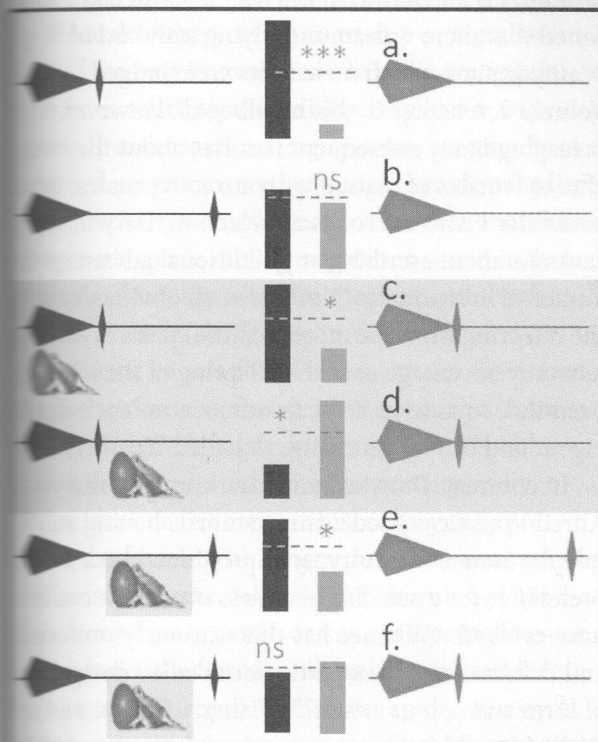 *** a.
ns b.
* c.
* d.
* e.
ns f.